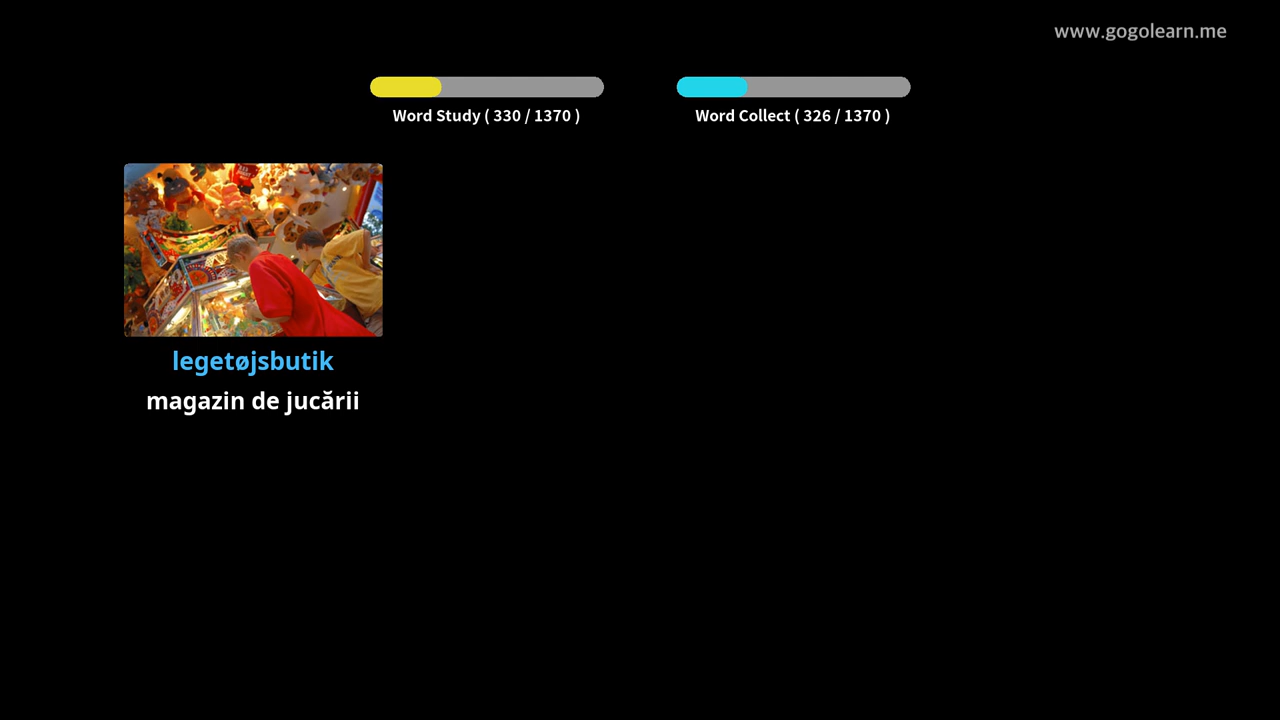 www.gogolearn.me
Word Study ( 330 / 1370 )
Word Collect ( 326 / 1370 )
legetøjsbutik
magazin de jucării